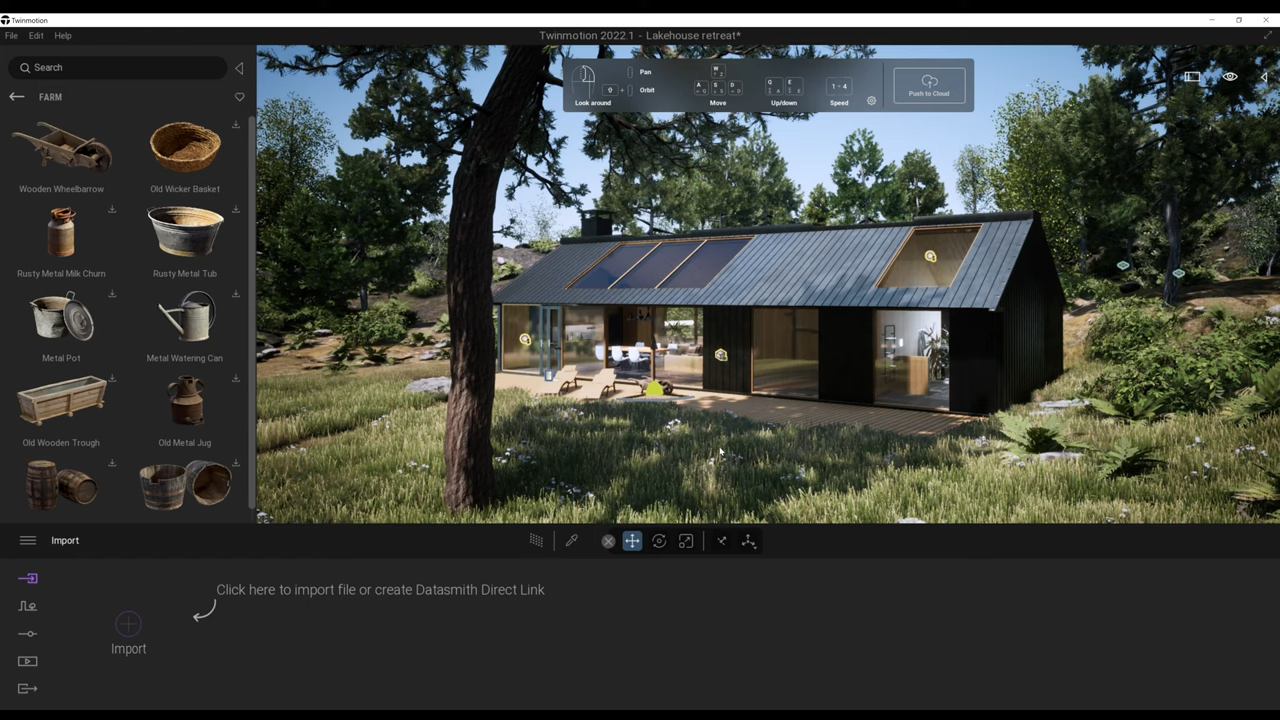 Twinmotion
File Edit Help
Twinmotion 2022.1 - Lakehouse retreat*
Search
FARM
Wooden Wheelbarrow
Old Wicker Basket
Rusty Metal Milk Churn
Rusty Metal Tub
Metal Pot
Metal Watering Can
Old Wooden Trough
Old Metal Jug
Pan
Orbit
Look around
W
A S D
Move
Q E
Up/down
1 - 4
Speed
Push to Cloud
Import
Click here to import file or create Datasmith Direct Link
Import